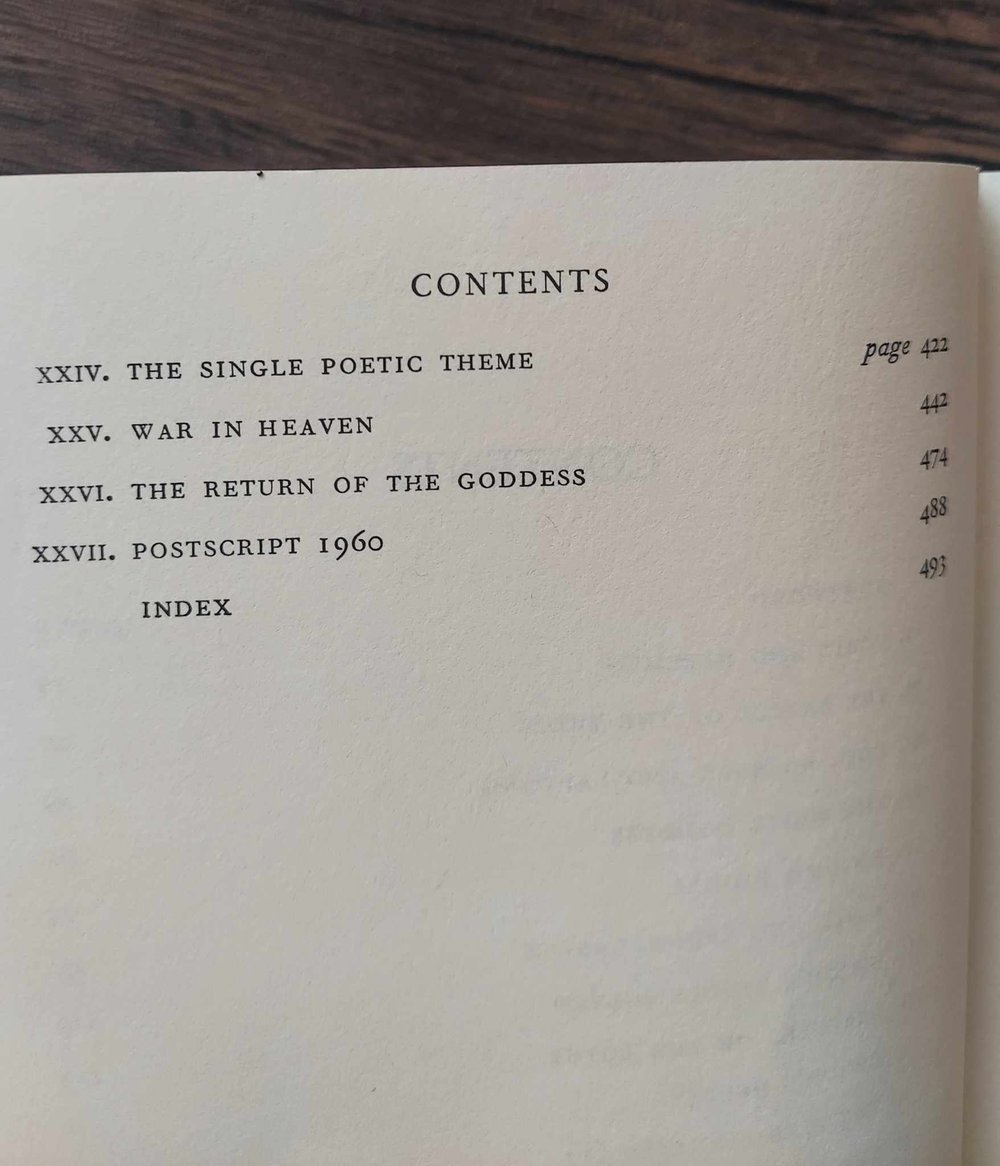 CONTENTS
XXIV. THE SINGLE POETIC THEME page 422
XXV. WAR IN HEAVEN 442
XXVI. THE RETURN OF THE GODDESS 474
XXVII. POSTSCRIPT 1960 488
INDEX 493